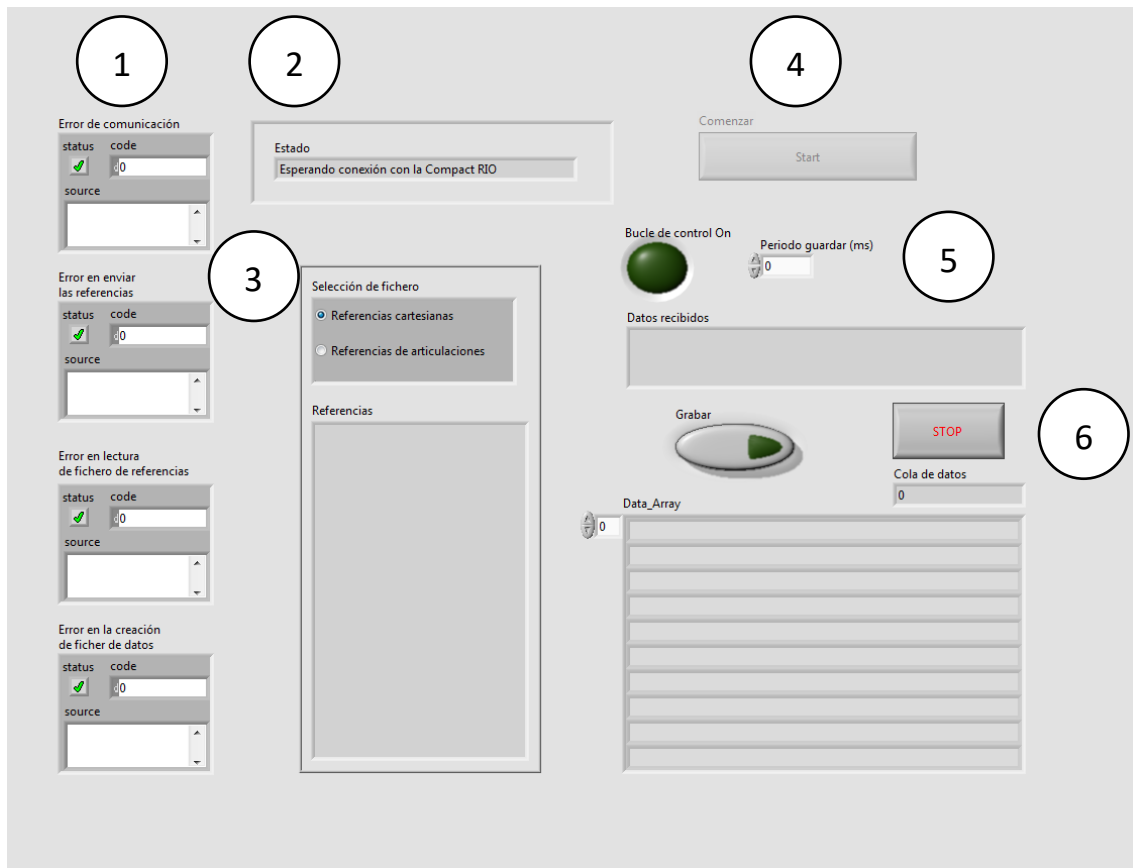 1
2
4
Error de comunicación
status code
0
source
Estado
Esperando conexión con la Compact RIO
Comenzar
Start
3
Error en enviar
las referencias
status code
0
source
Selección de fichero
Referencias cartesianas
Referencias de articulaciones
Referencias
Bucle de control On
Periodo guardar (ms)
0
5
Datos recibidos
Grabar
STOP
6
Cola de datos
0
Data_Array
0
Error en lectura
de fichero de referencias
status code
0
source
Error en la creación
de ficher de datos
status code
0
source